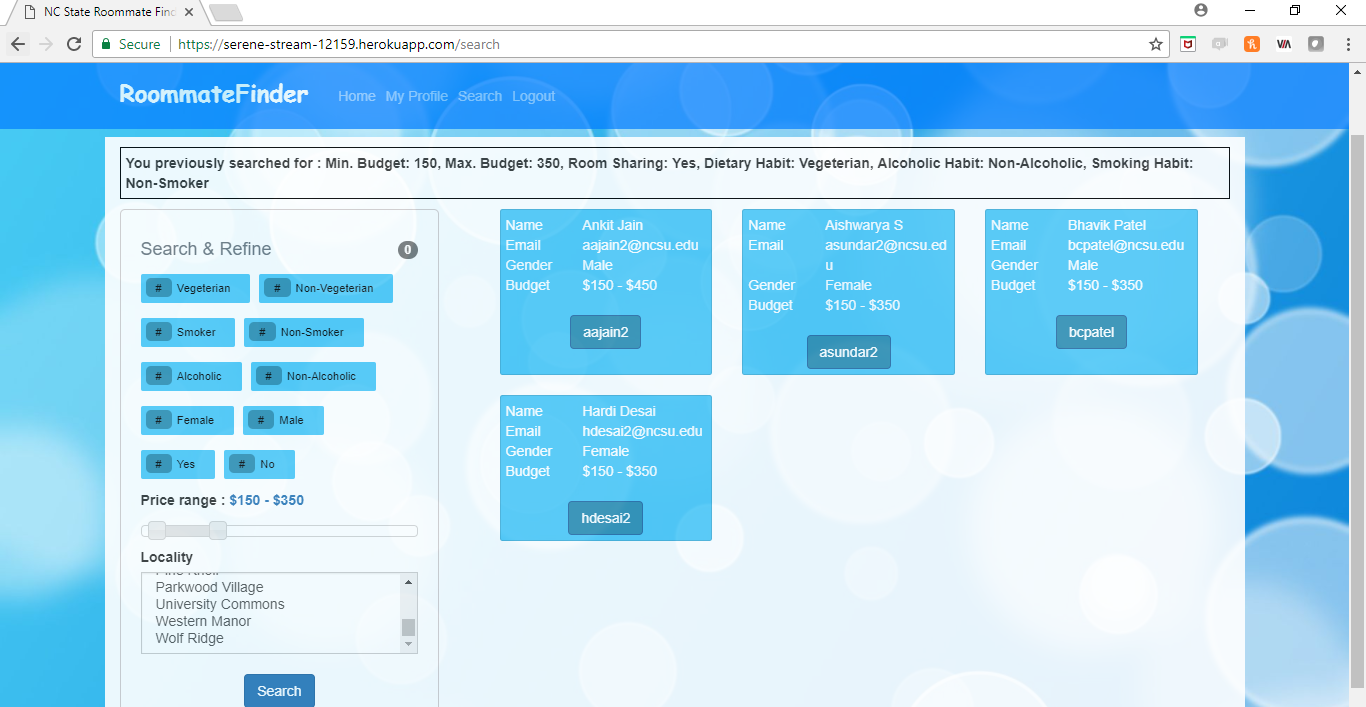 NC State Roommate Find
Secure
https://serene-stream-12159.herokuapp.com/search
RoommateFinder
Home My Profile Search Logout
You previously searched for : Min. Budget: 150, Max. Budget: 350, Room Sharing: Yes, Dietary Habit: Vegeterian, Alcoholic Habit: Non-Alcoholic, Smoking Habit:
Non-Smoker
Search & Refine 0
# Vegeterian # Non-Vegeterian
# Smoker # Non-Smoker
# Alcoholic # Non-Alcoholic
# Female # Male
# Yes # No
Price range : $150 - $350
Locality
Parkwood Village
University Commons
Western Manor
Wolf Ridge
Search
Name Ankit Jain
Email aajain2@ncsu.edu
Gender Male
Budget $150 - $450
aajain2
Name Aishwarya S
Email asundar2@ncsu.ed
u
Gender Female
Budget $150 - $350
asundar2
Name Bhavik Patel
Email bcpatel@ncsu.edu
Gender Male
Budget $150 - $350
bcpatel
Name Hardi Desai
Email hdesai2@ncsu.edu
Gender Female
Budget $150 - $350
hdesai2